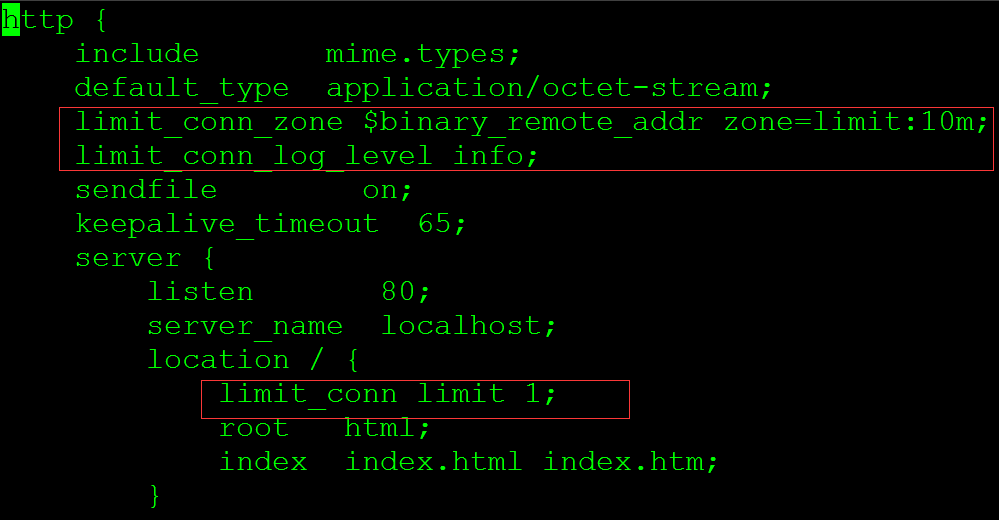 http {
    include       mime.types;
    default_type  application/octet-stream;
    limit_conn_zone $binary_remote_addr zone=limit:10m;
    limit_conn_log_level info;
    sendfile        on;
    keepalive_timeout  65;
    server {
        listen       80;
        server_name  localhost;
        location / {
            limit_conn limit 1;
            root   html;
            index  index.html index.htm;
        }